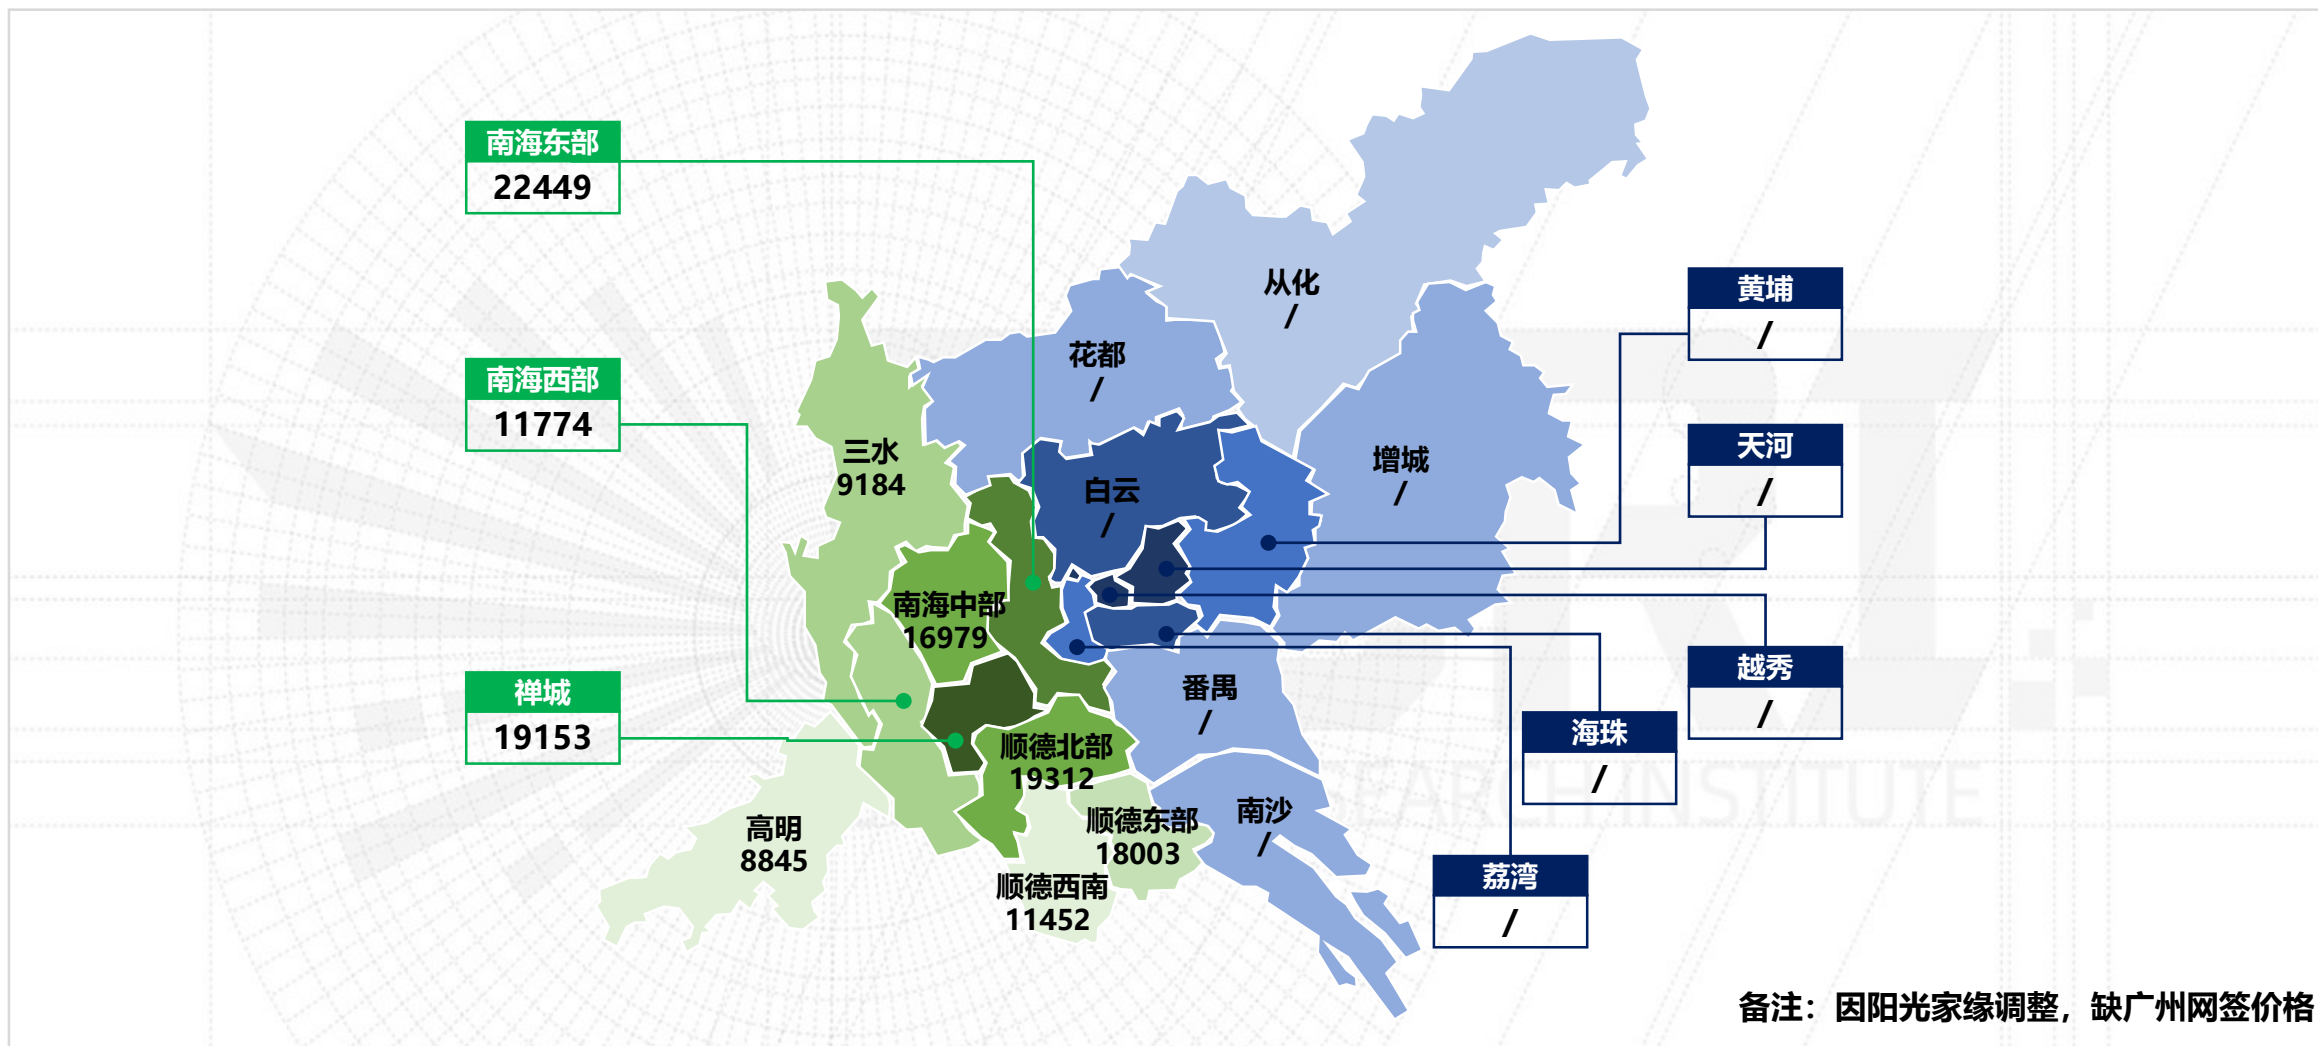 南海东部
22449
南海西部
11774
禅城
19153
从化
/
花都
/
三水
9184
白云
/
增城
/
南海中部
16979
番禺
/
顺德北部
19312
顺德东部
18003
南沙
/
高明
8845
顺德西南
11452
黄埔
/
天河
/
越秀
/
海珠
/
荔湾
/
SEARCH INSTITUTE
备注：因阳光家缘调整，缺广州网签价格